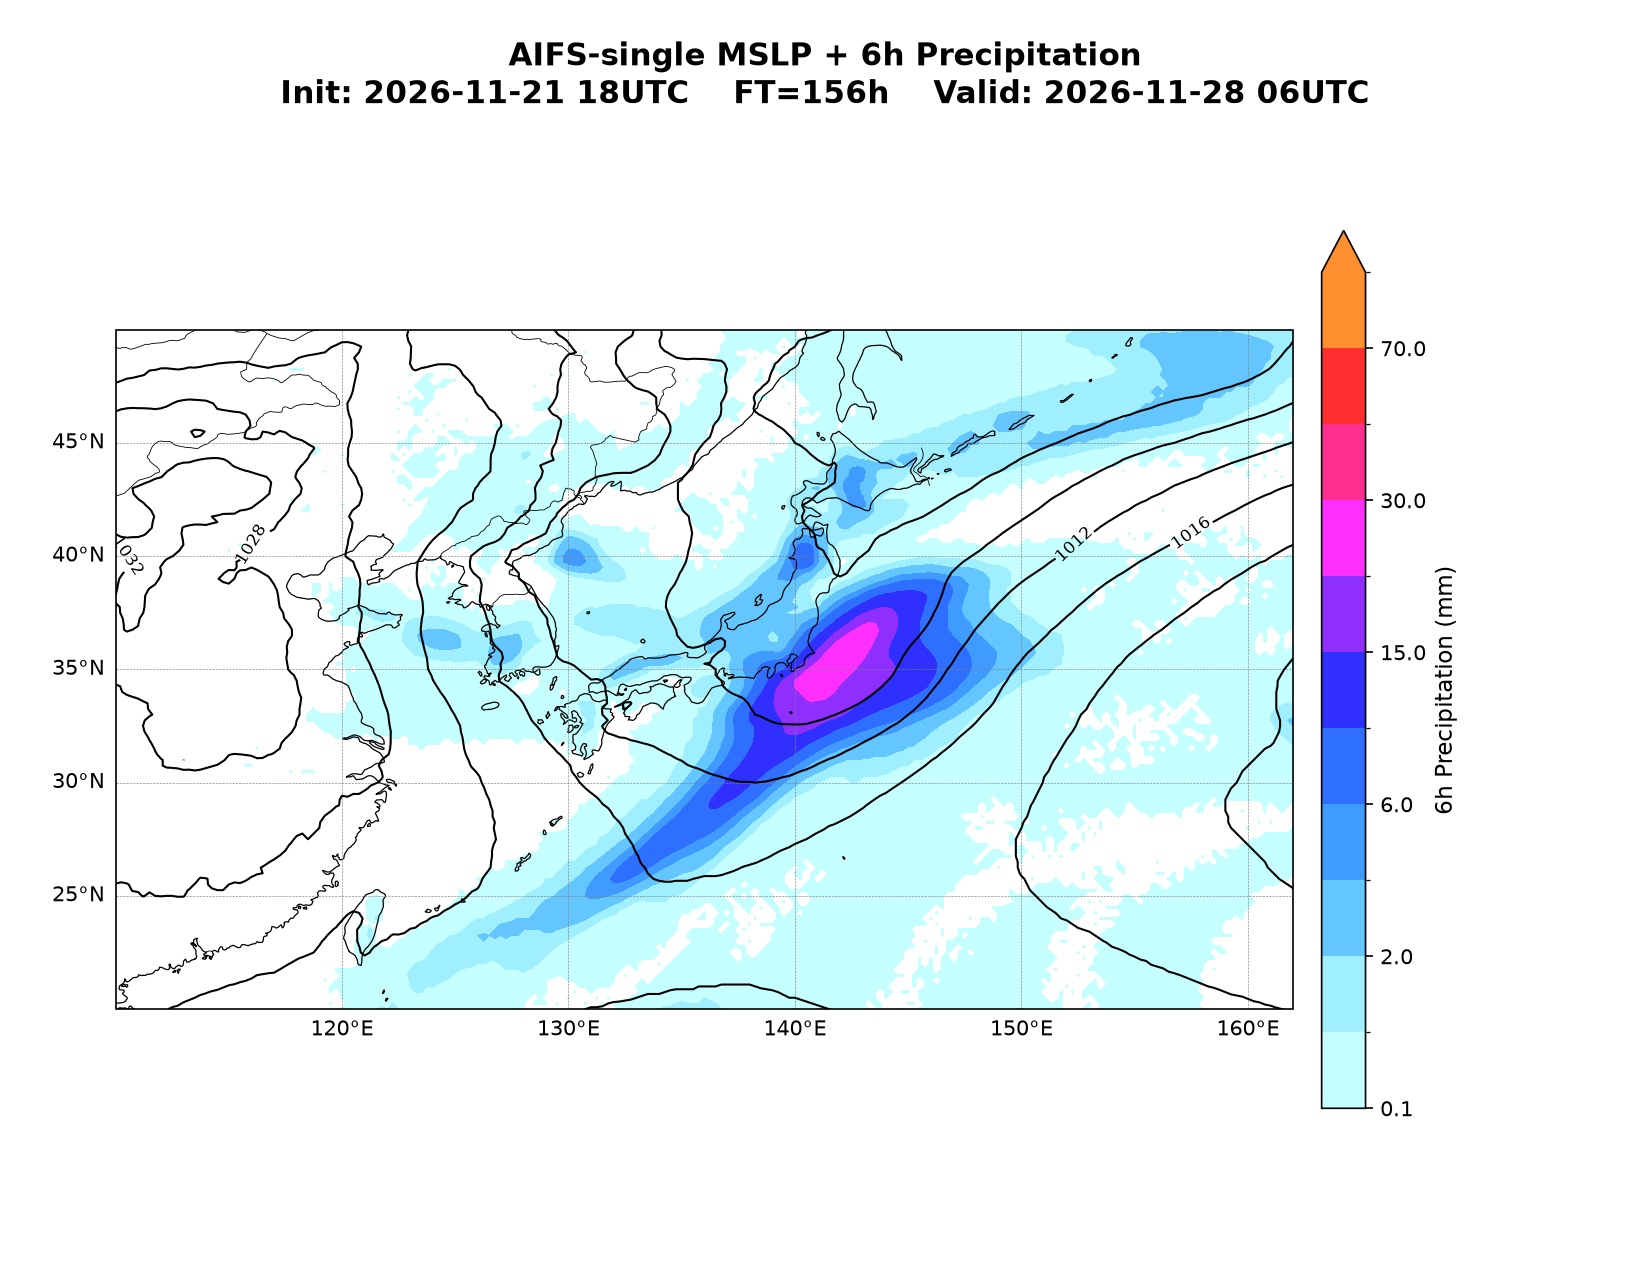 AIFS-single MSLP + 6h Precipitation
Init: 2026-11-21 18UTC    FT=156h    Valid: 2026-11-28 06UTC
70.0
45°N
1028
30.0
1016
40°N
1012
032
6h Precipitation (mm)
35°N
15.0
30°N
6.0
25°N
2.0
120°E
130°E
140°E
150°E
160°E
0.1